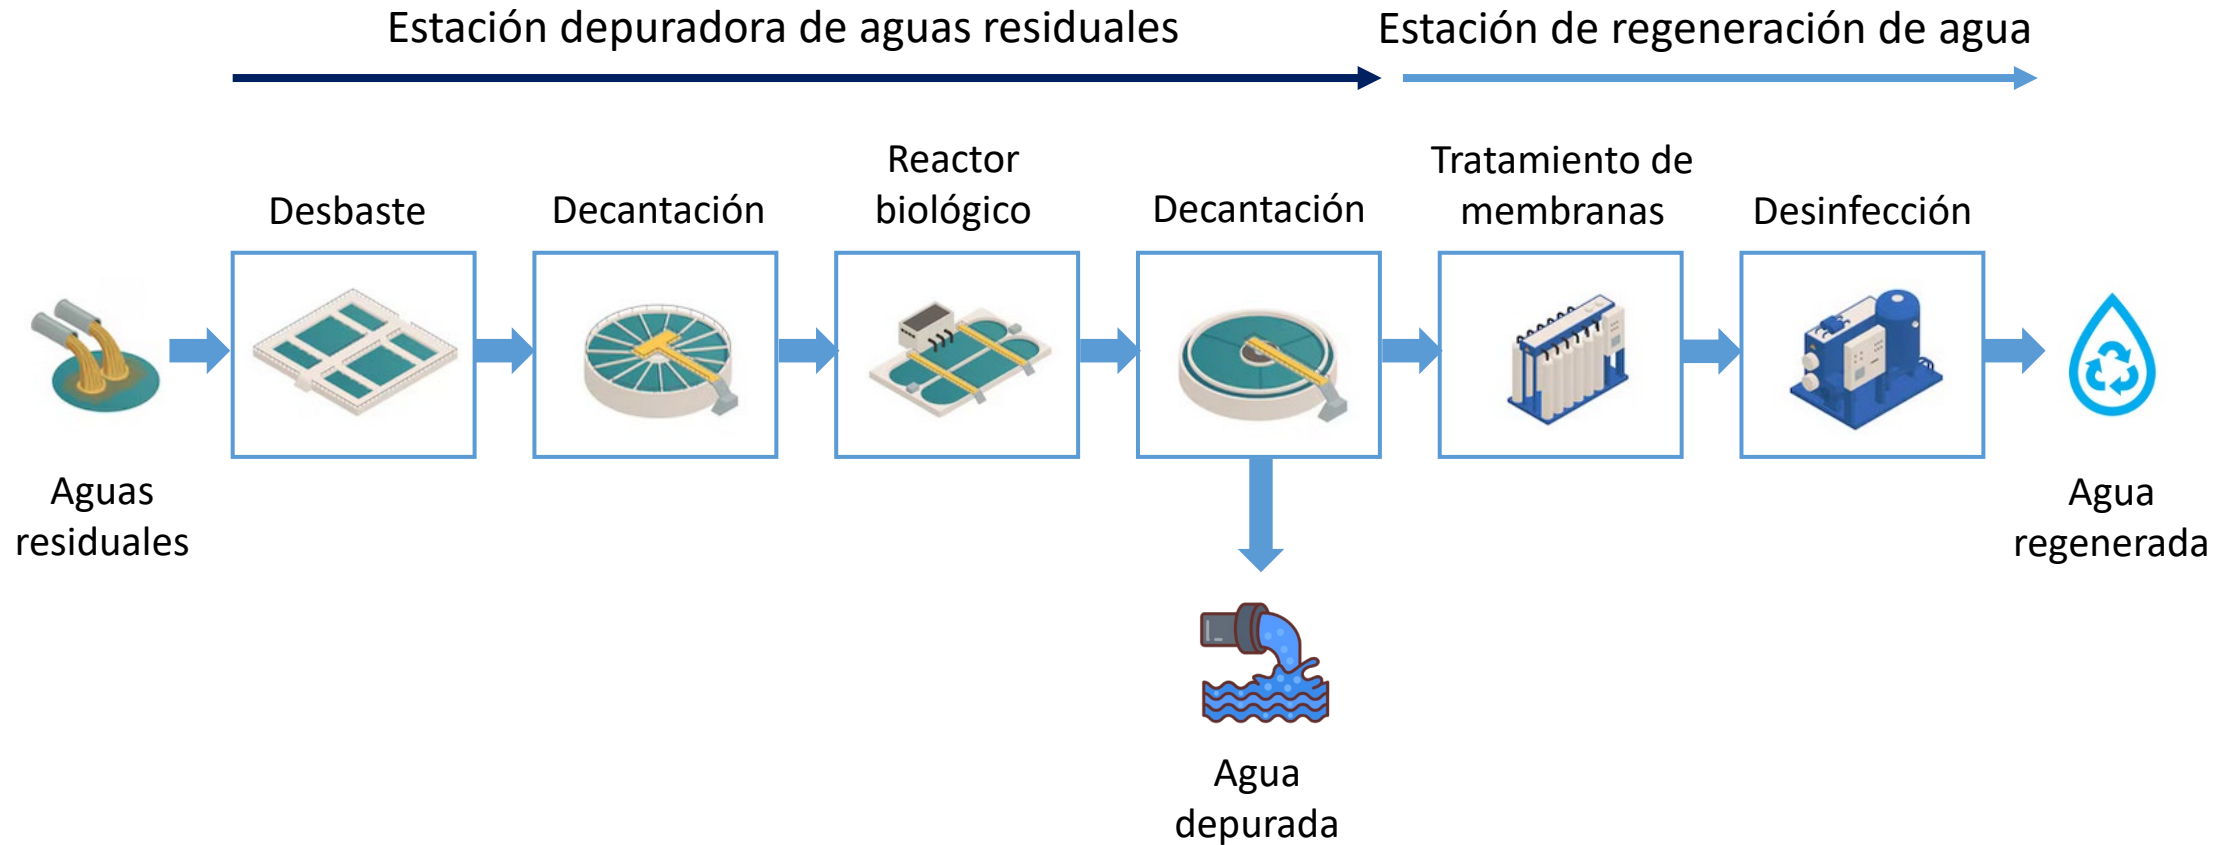 Estación depuradora de aguas residuales
Estación de regeneración de agua
Desbaste
Decantación
Reactor
biológico
Decantación
Tratamiento de
membranas
Desinfección
Aguas
residuales
Agua
regenerada
Agua
depurada